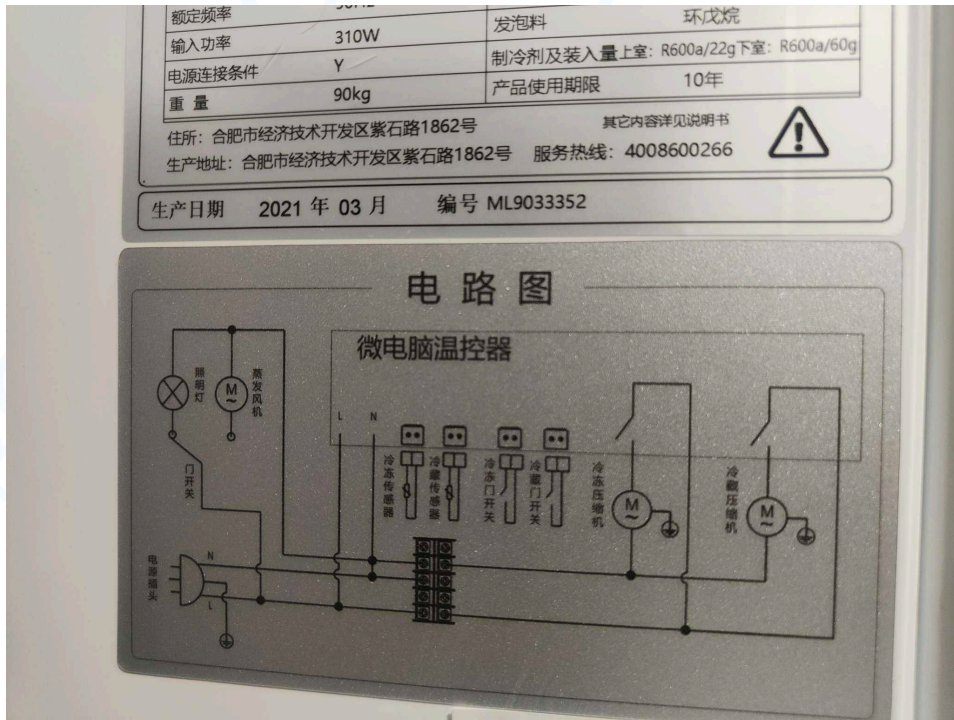 额定频率
输入功率 310W
电源连接条件 Y
重 量 90kg
发泡料 环戊烷
制冷剂及装入量 上室: R600a/22g下室: R600a/60g
产品使用期限 10年
住所: 合肥市经济技术开发区紫石路1862号
其它内容详见说明书
生产地址: 合肥市经济技术开发区紫石路1862号 服务热线: 4008600266
生产日期 2021 年 03 月 编号 ML9033352
电 路 图
微电脑温控器
照明灯
M
~
蒸发风机
L N
门开关
冷冻传感器
冷藏传感器
冷冻门开关
冷藏门开关
冷冻压缩机
M
~
冷藏压缩机
M
~
电源插头
N
L